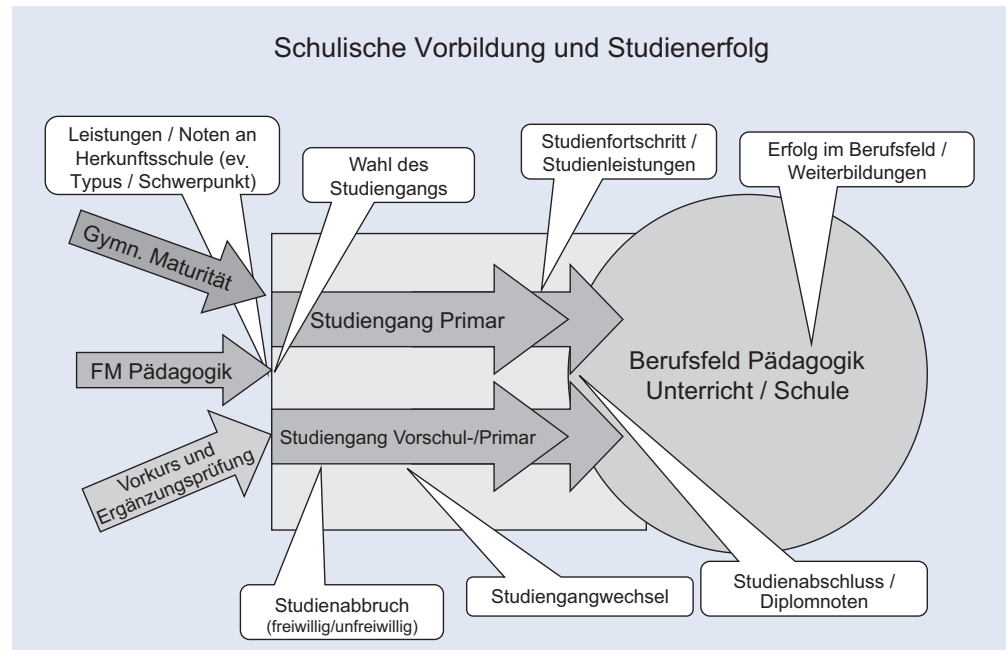 Schulische Vorbildung und Studienerfolg
Leistungen / Noten an
Herkunftsschule (ev.
Typus / Schwerpunkt)
Wahl des
Studiengangs
Studienfortschritt /
Studienleistungen
Erfolg im Berufsfeld /
Weiterbildungen
Gymn. Maturität
Studiengang Primar
FM Pädagogik
Berufsfeld Pädagogik
Unterricht / Schule
Vorkurs und
Ergänzungsprüfung
Studiengang Vorschul-/Primar
Studienabbruch
(freiwillig/unfreiwillig)
Studiengangwechsel
Studienabschluss /
Diplomnoten